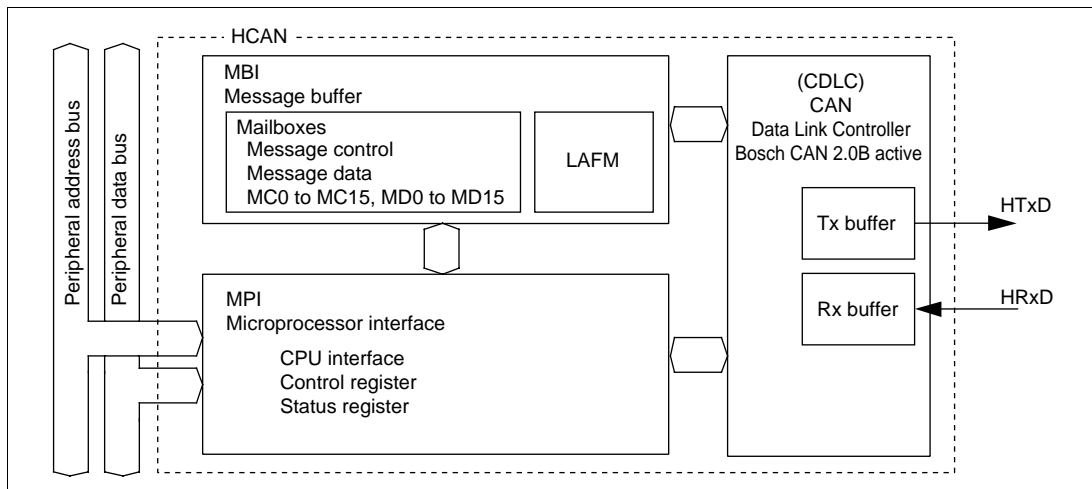 HCAN
Peripheral address bus
Peripheral data bus
MBI
Message buffer
Mailboxes
Message control
Message data
MC0 to MC15, MD0 to MD15
LAFM
(CDLC)
CAN
Data Link Controller
Bosch CAN 2.0B active
Tx buffer
HTxD
Rx buffer
HRxD
MPI
Microprocessor interface
CPU interface
Control register
Status register